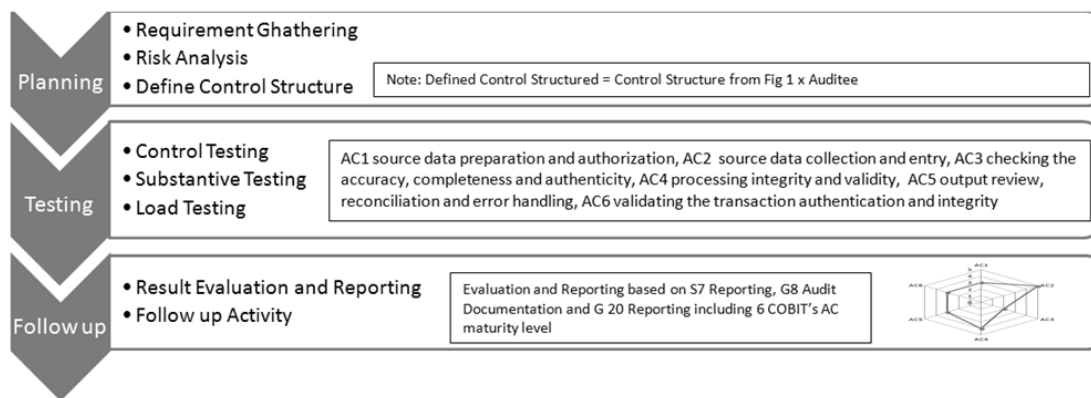 Planning
• Requirement Ghathering
• Risk Analysis
• Define Control Structure
Note: Defined Control Structured = Control Structure from Fig 1 x Auditee
Testing
• Control Testing
• Substantive Testing
• Load Testing
AC1 source data preparation and authorization, AC2 source data collection and entry, AC3 checking the
accuracy, completeness and authenticity, AC4 processing integrity and validity, AC5 output review,
reconciliation and error handling, AC6 validating the transaction authentication and integrity
Follow up
• Result Evaluation and Reporting
• Follow up Activity
Evaluation and Reporting based on S7 Reporting, G8 Audit
Documentation and G 20 Reporting including 6 COBIT's AC
maturity level
AC1
AC2
AC3
AC4
AC5
AC6